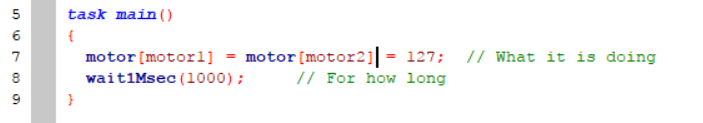 5 task main()
6 {
7 motor[motor1] = motor[motor2] = 127; // What it is doing
8 wait1Msec(1000); // For how long
9 }